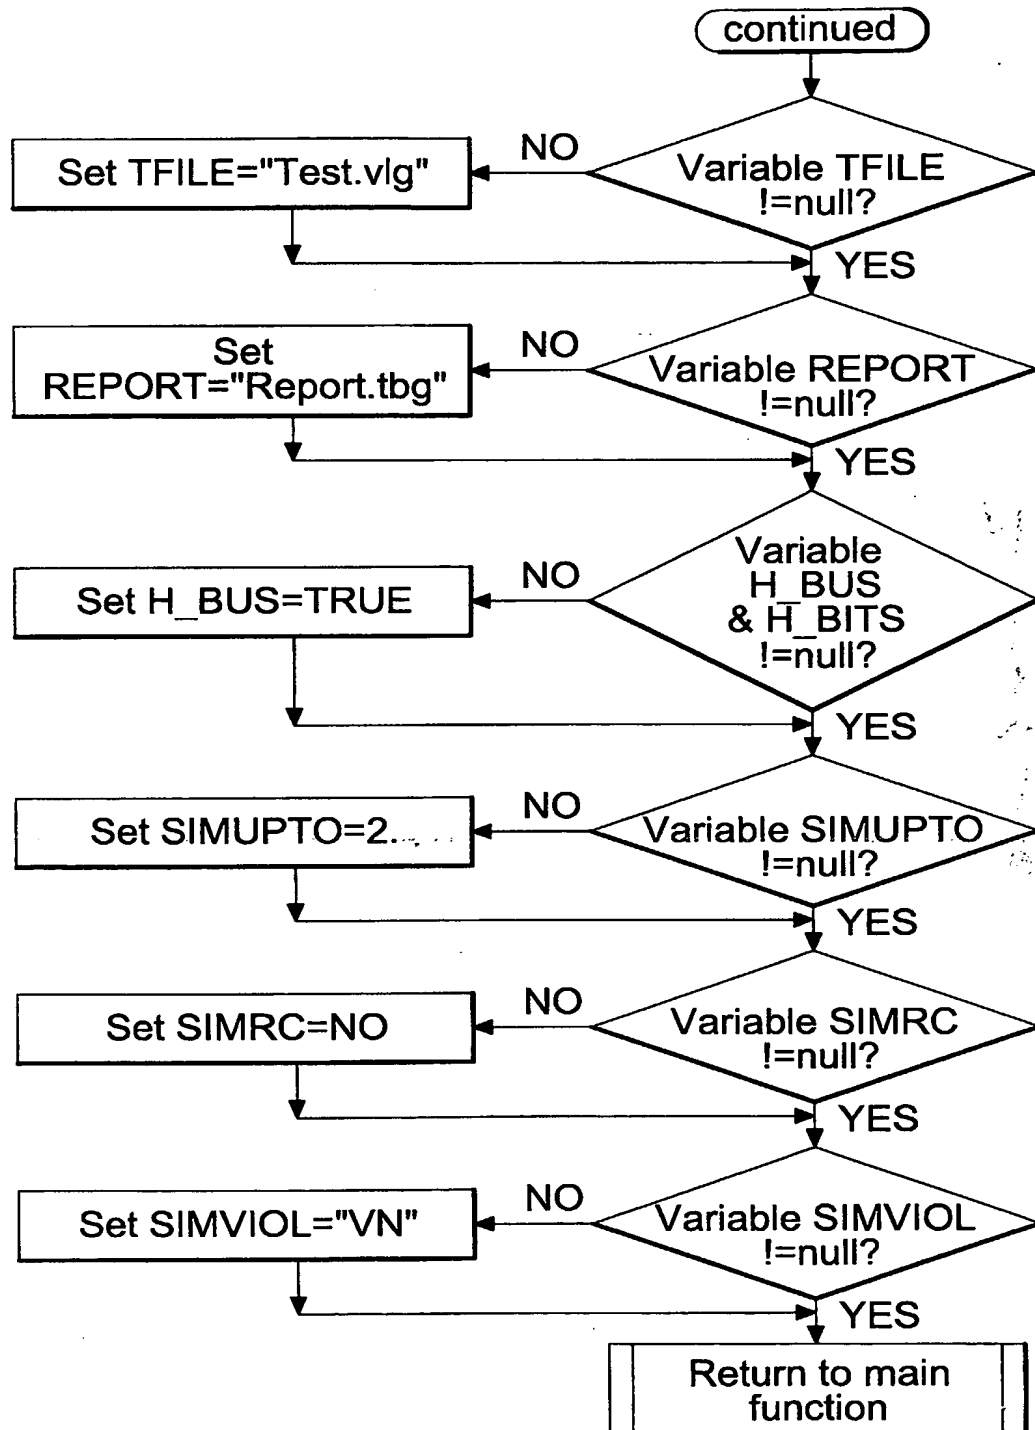 continued
Variable TFILE
!=null?
NO
Set TFILE="Test.vlg"
YES
Variable REPORT
!=null?
NO
Set
REPORT="Report.tbg"
YES
Variable
H_BUS
& H_BITS
!=null?
NO
Set H_BUS=TRUE
YES
Variable SIMUPTO
!=null?
NO
Set SIMUPTO=2.
YES
Variable SIMRC
!=null?
NO
Set SIMRC=NO
YES
Variable SIMVIOL
!=null?
NO
Set SIMVIOL="VN"
YES
Return to main
function